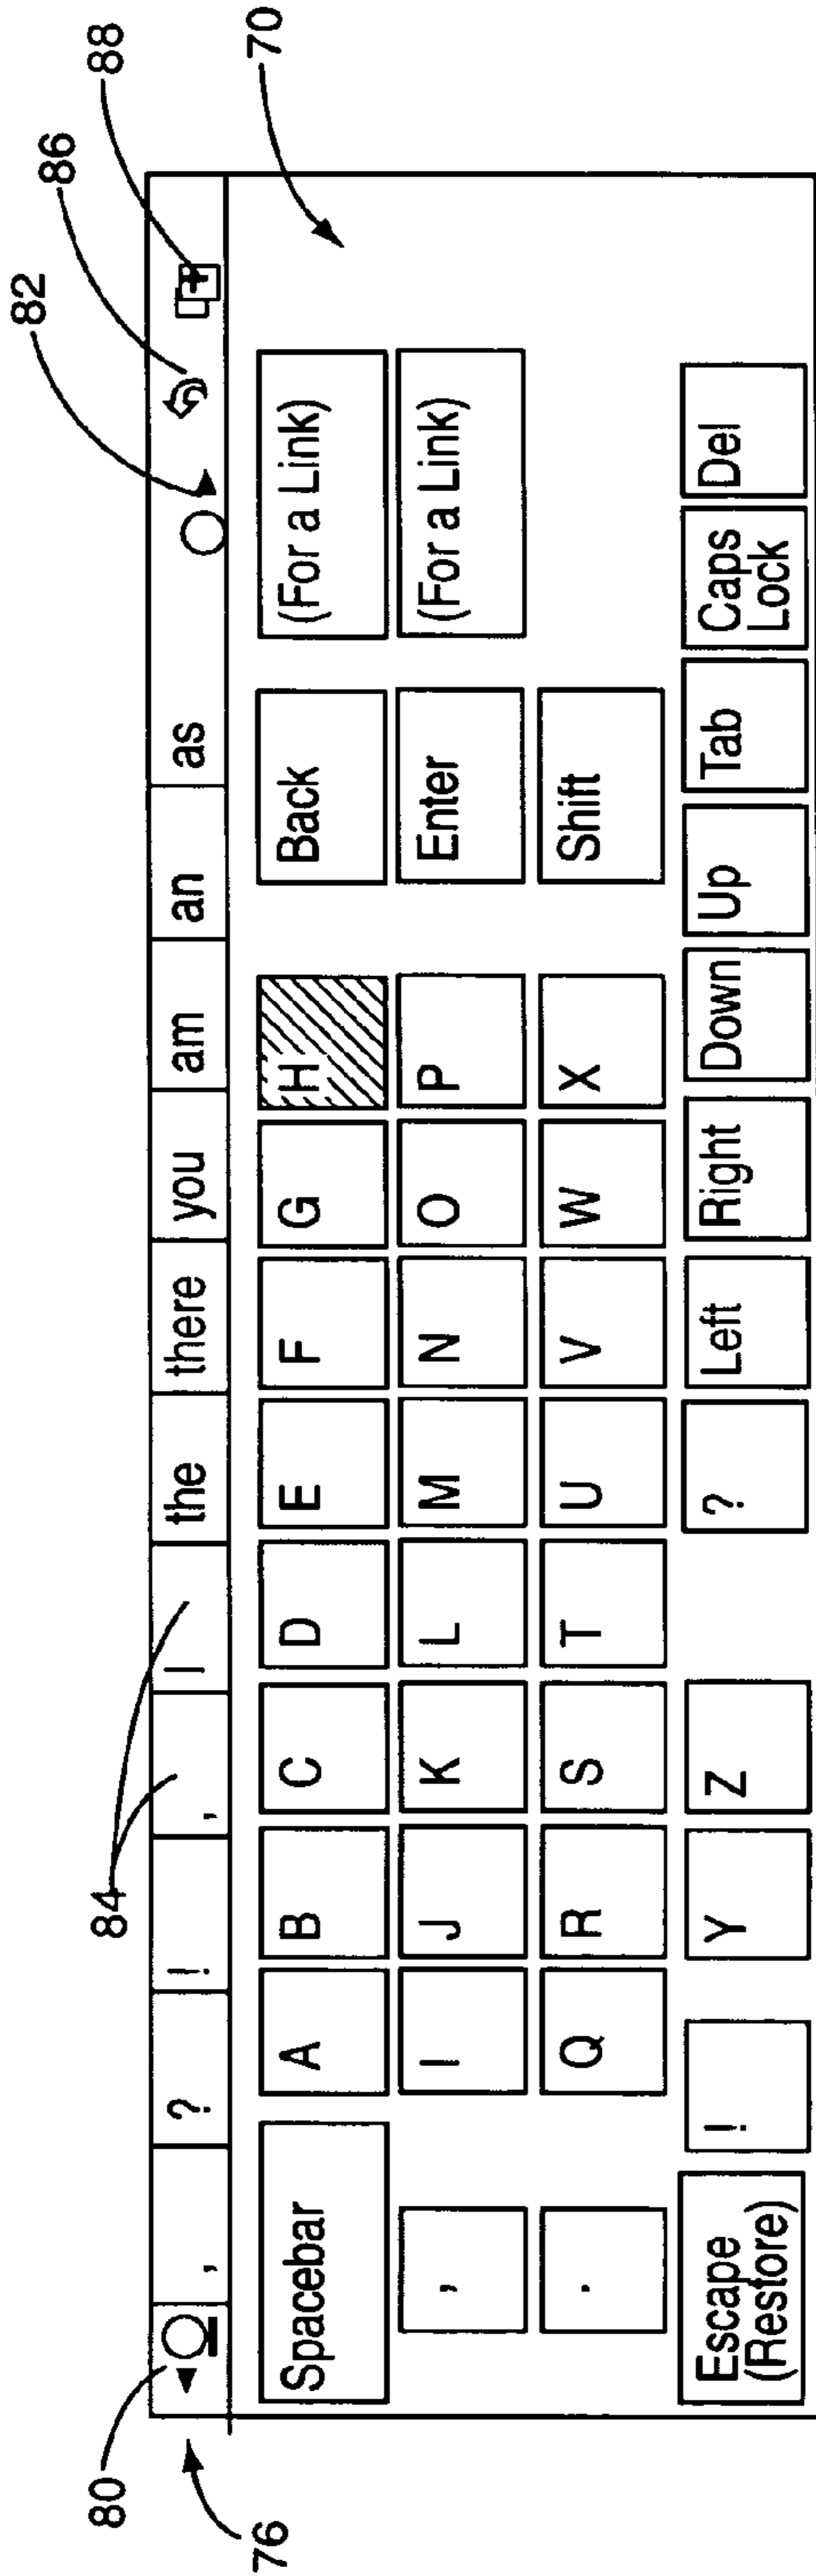 82
88
86
70
80
76
84
, ? ! , I the there you am an as
Spacebar A B C D E F G H Back (For a Link)
, I J K L M N O P Enter (For a Link)
. Q R S T U V W X Shift
Escape (Restore) ! Y Z ? Left Right Down Up Tab Caps Lock Del